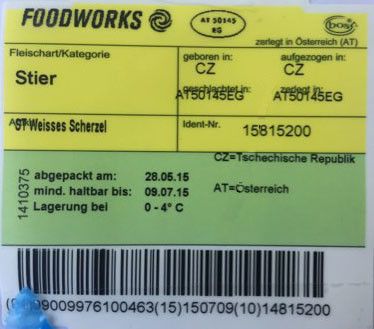 FOODWORKS
AT 50145
EG
bos
zerlegt in Österreich (AT)
Fleischart/Kategorie
Stier
geboren in:
CZ
aufgezogen in:
CZ
geschlachtet in:
AT50145EG
zerlegt in:
AT50145EG
ST Weisses Scherzel
Ident-Nr.
15815200
CZ=Tschechische Republik
AT=Österreich
1410375
abgepackt am: 28.05.15
mind. haltbar bis: 09.07.15
Lagerung bei 0 - 4° C
09009976100463(15)150709(10)14815200